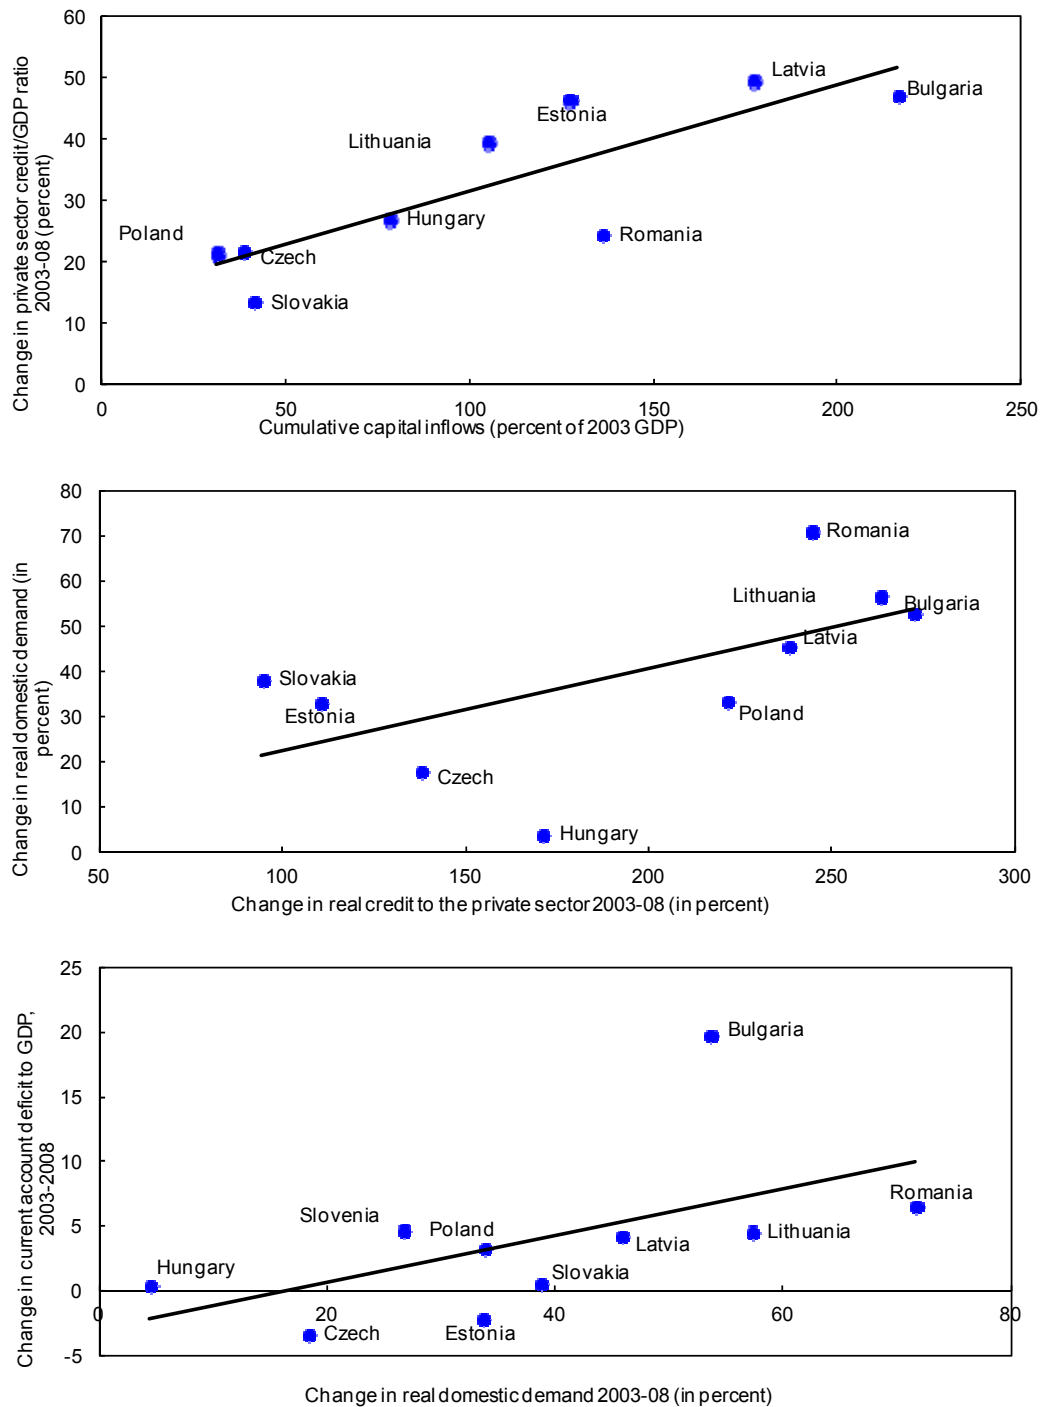 60
50
40
30
20
10
0
Change in private sector credit/GDP ratio
2003-08 (percent)
Latvia
Bulgaria
Estonia
Lithuania
Hungary
Romania
Poland
Czech
Slovakia
0 50 100 150 200 250
Cumulative capital inflows (percent of 2003 GDP)
80
70
60
50
40
30
20
10
0
Change in real domestic demand (in
percent)
Romania
Lithuania
Bulgaria
Latvia
Slovakia
Estonia
Poland
Czech
Hungary
50 100 150 200 250 300
Change in real credit to the private sector 2003-08 (in percent)
25
20
15
10
5
0
-5
Change in current account deficit to GDP,
2003-2008
Bulgaria
Romania
Slovenia
Poland
Lithuania
Latvia
Hungary
Slovakia
0 20 40 60 80
Czech
Estonia
Change in real domestic demand 2003-08 (in percent)